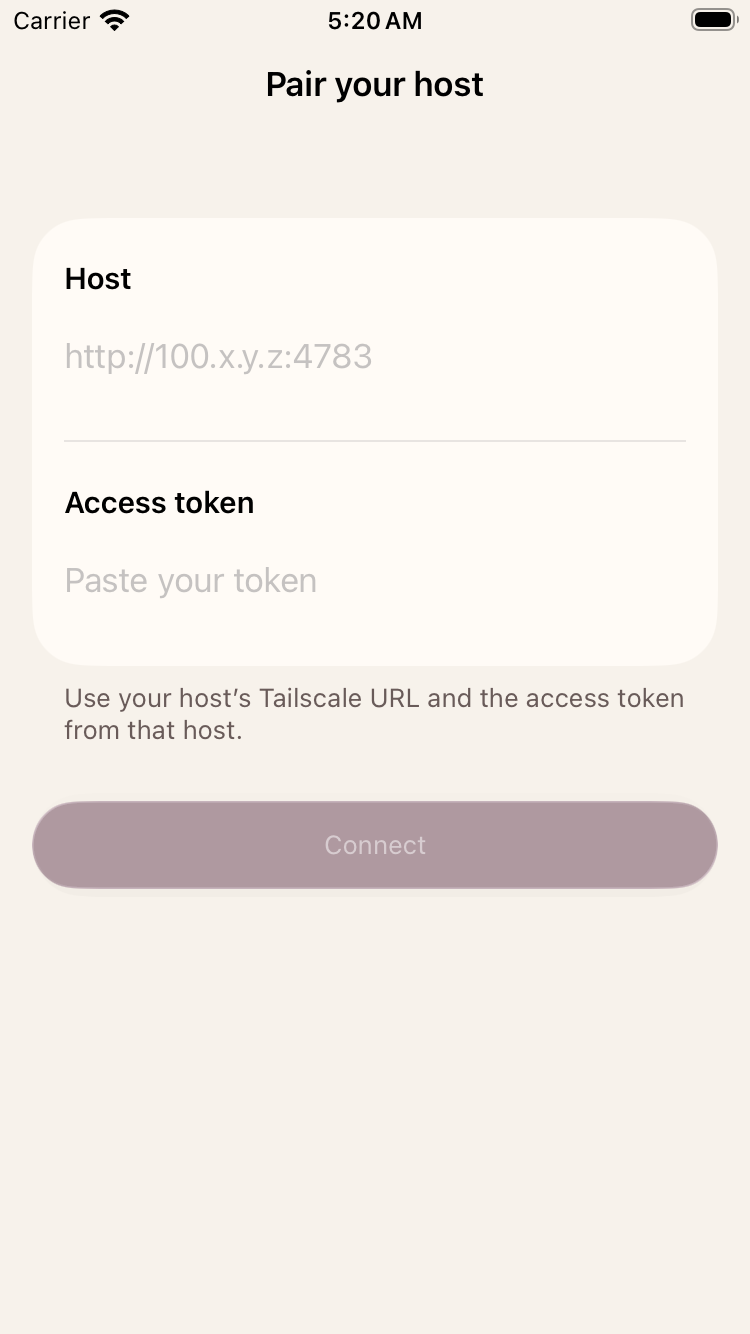 Carrier 5:20 AM
Pair your host
Host
http://100.x.y.z:4783
Access token
Paste your token
Use your host’s Tailscale URL and the access token
from that host.
Connect